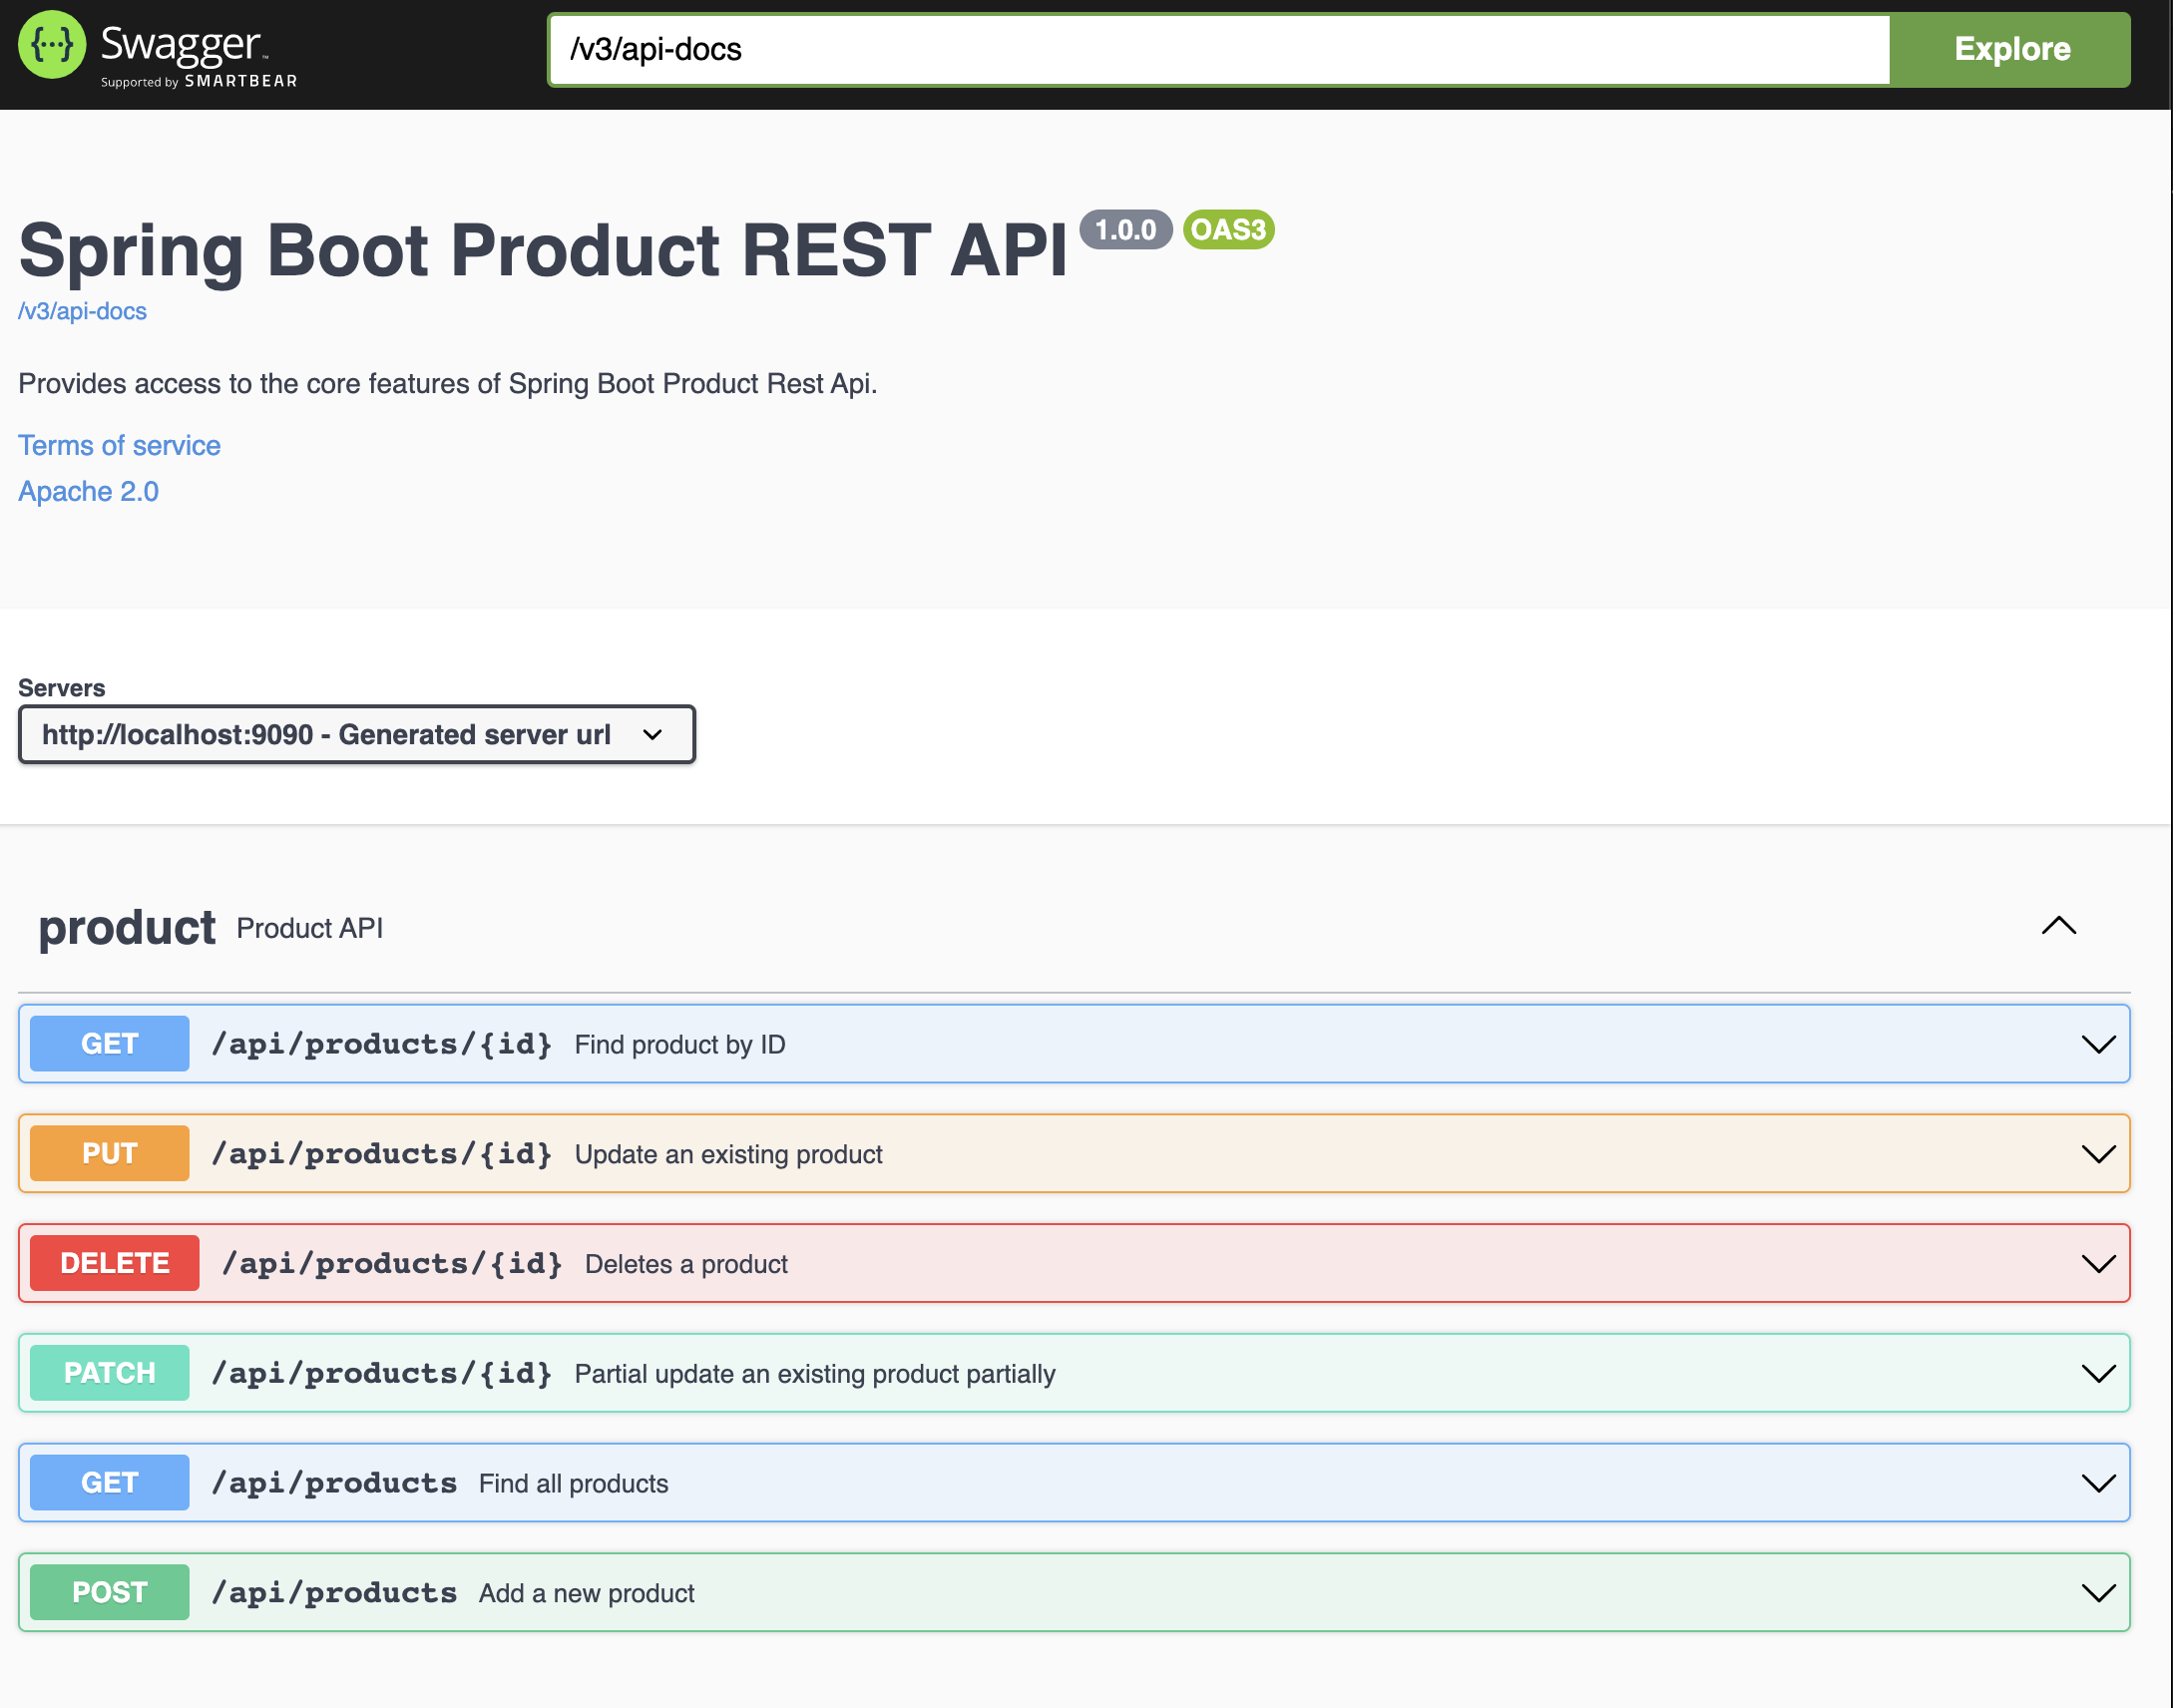 {···} Swagger™
Supported by SMARTBEAR
/v3/api-docs
Explore
Spring Boot Product REST API 1.0.0 OAS3
/v3/api-docs
Provides access to the core features of Spring Boot Product Rest Api.
Terms of service
Apache 2.0
Servers
http://localhost:9090 - Generated server url
product Product API
GET /api/products/{id} Find product by ID
PUT /api/products/{id} Update an existing product
DELETE /api/products/{id} Deletes a product
PATCH /api/products/{id} Partial update an existing product partially
GET /api/products Find all products
POST /api/products Add a new product